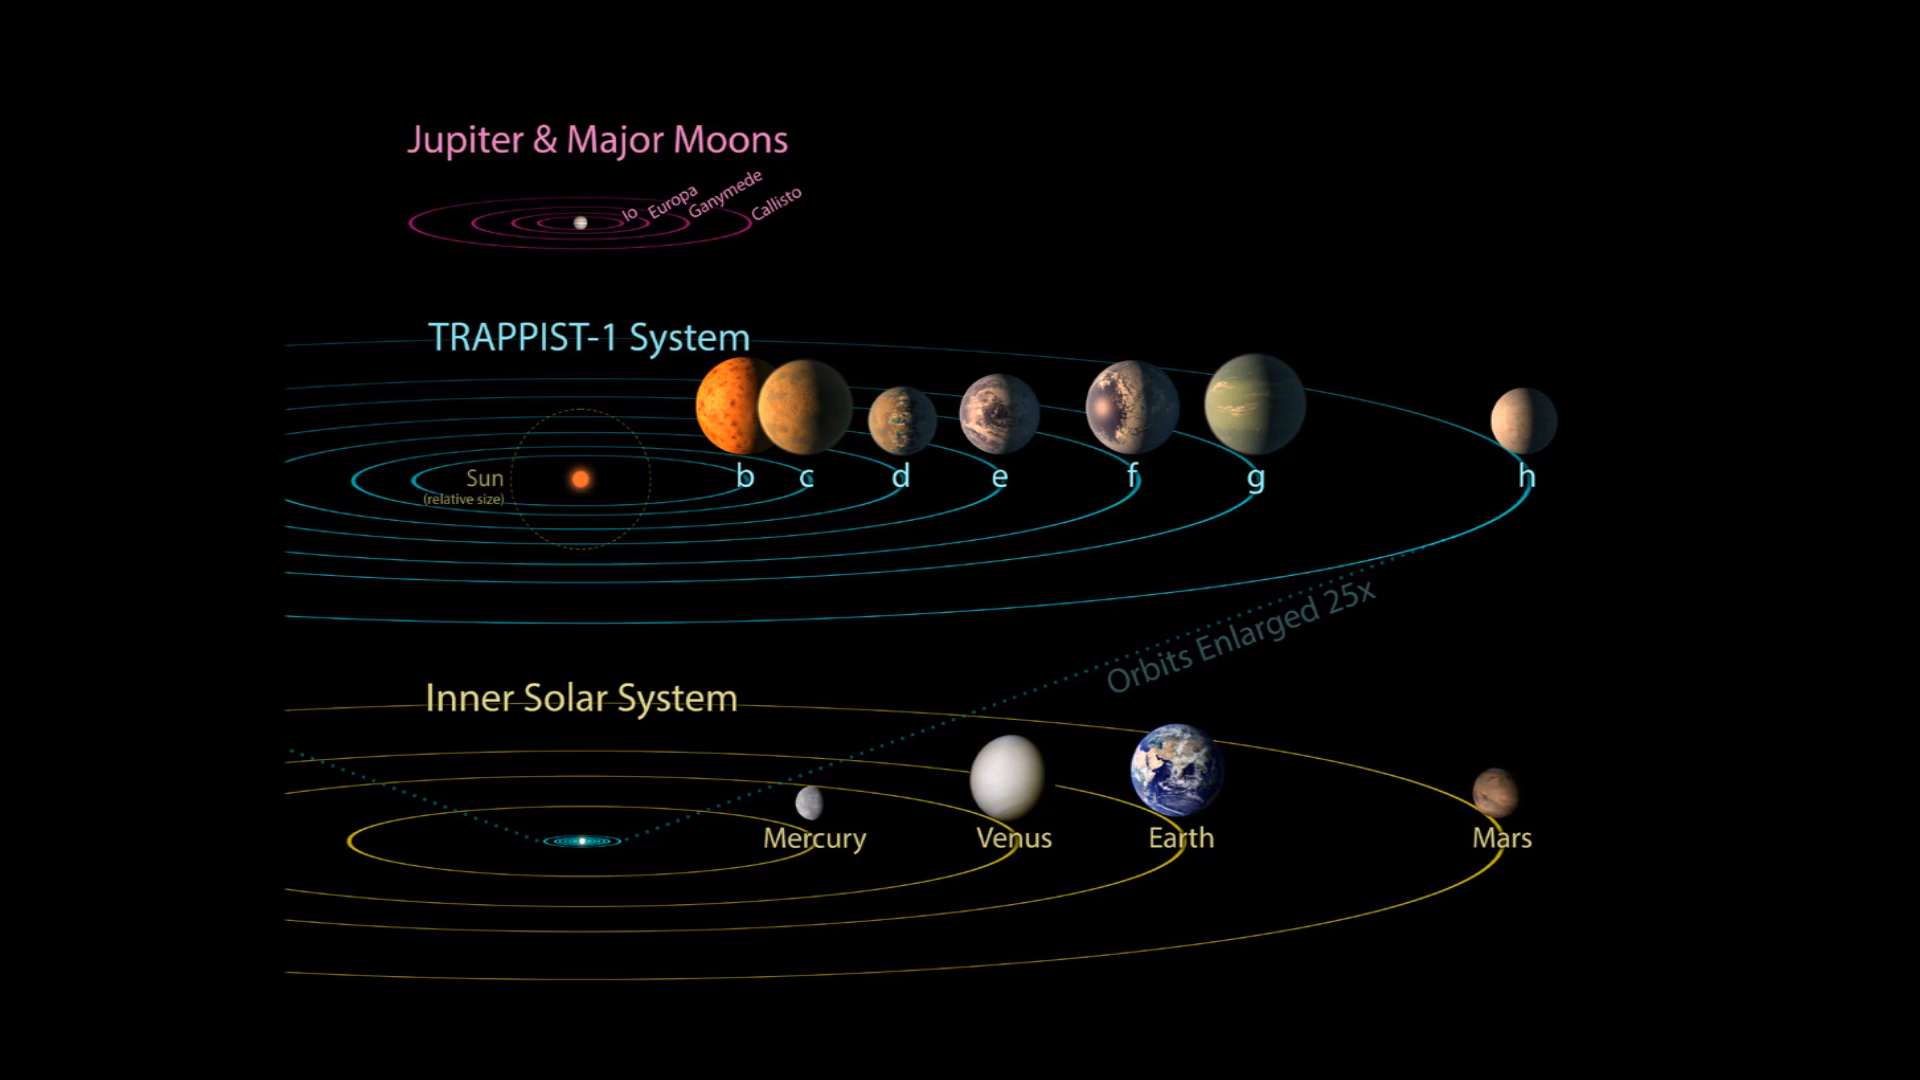 Jupiter & Major Moons
Io
Europa
Ganymede
Callisto
TRAPPIST-1 System
Sun
(relative size)
b
c
d
e
f
g
h
Orbits Enlarged 25x
Inner Solar System
Mercury
Venus
Earth
Mars